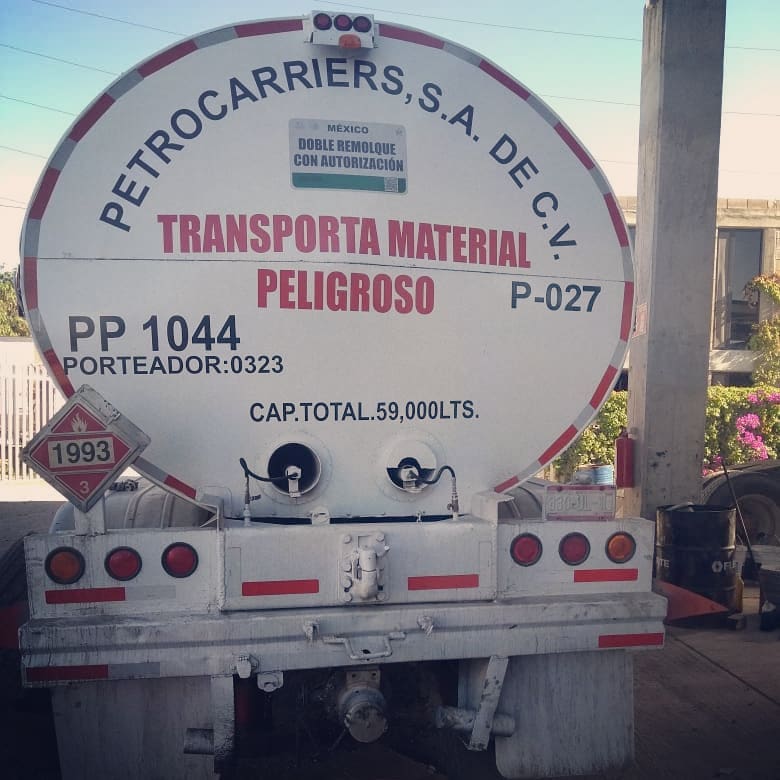 PETROCARRIERS, S.A. DE C.V.
MÉXICO
DOBLE REMOLQUE
CON AUTORIZACIÓN
TRANSPORTA MATERIAL
PELIGROSO
P-027
PP 1044
PORTEADOR:0323
CAP.TOTAL.59,000LTS.
1993
3